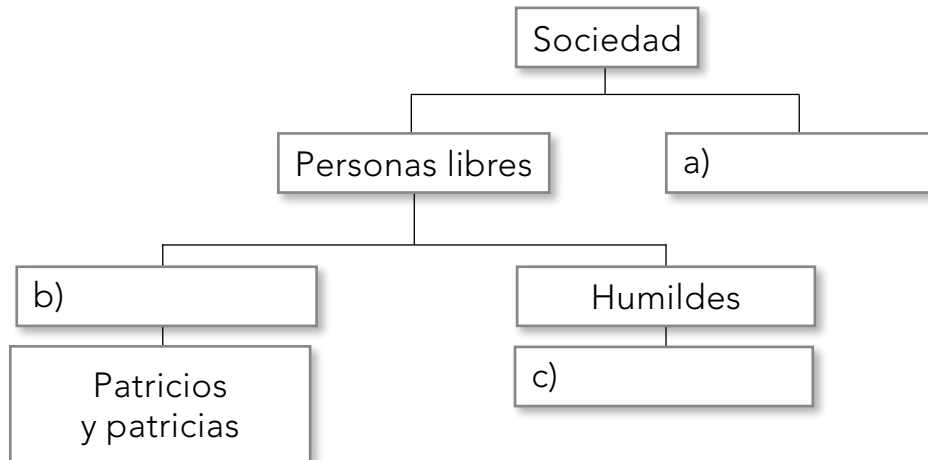 Sociedad
Personas libres
a)
b)
Humildes
Patricios
y patricias
c)